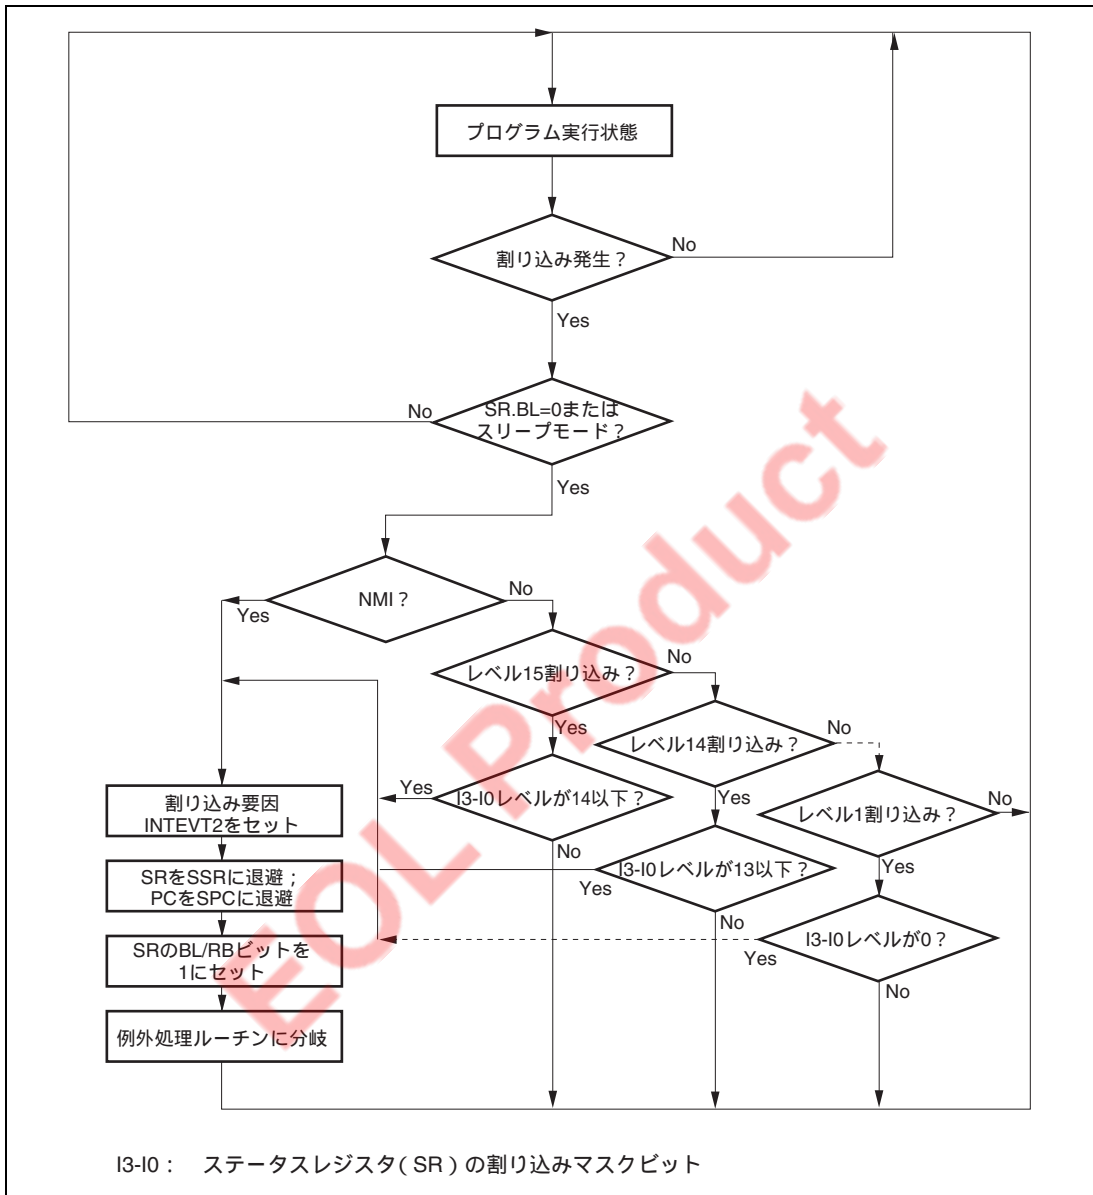 プログラム実行状態
割り込み発生？
No
Yes
SR.BL=0または
スリープモード？
No
Yes
NMI？
Yes
No
レベル15割り込み？
No
Yes
レベル14割り込み？
No
Yes
I3-I0レベルが14以下？
Yes
No
レベル1割り込み？
No
Yes
割り込み要因
INTEVT2をセット
I3-I0レベルが13以下？
Yes
No
SRをSSRに退避；
PCをSPCに退避
I3-I0レベルが0？
Yes
No
SRのBL/RBビットを
1にセット
例外処理ルーチンに分岐
I3-I0： ステータスレジスタ（SR）の割り込みマスクビット
EOL Product